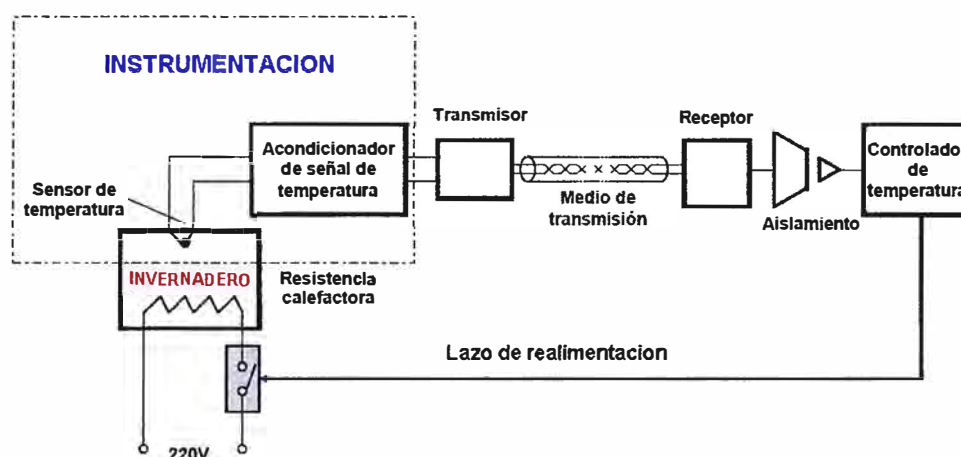 INSTRUMENTACION
Transmisor
Receptor
Acondicionador
de señal de
temperatura
Controlador
de
temperatura
Sensor de
temperatura
Medio de
transmisión
Aislamiento
INVERNADERO
Resistencia
calefactora
Lazo de realimentacion
220V